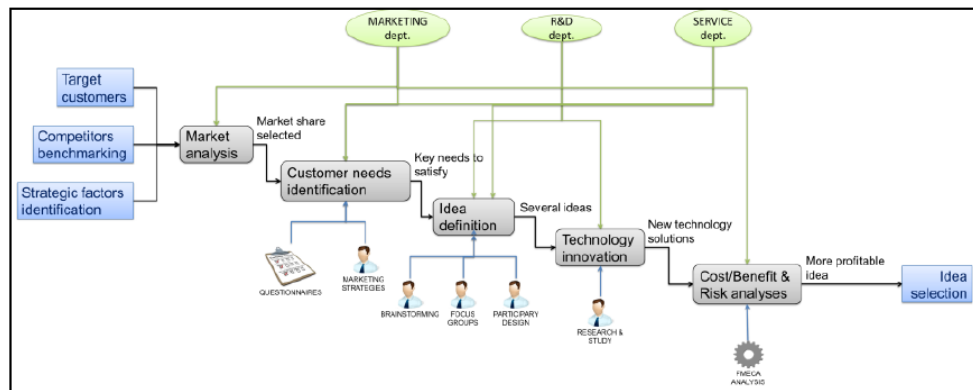 MARKETING
dept.
R&D
dept.
SERVICE
dept.
Target
customers
Competitors
benchmarking
Strategic factors
identification
Market
analysis
Market share
selected
Customer needs
identification
Key needs to
satisfy
Idea
definition
Several ideas
Technology
innovation
New technology
solutions
Cost/Benefit &
Risk analyses
More profitable
idea
Idea
selection
QUESTIONNAIRES
MARKETING
STRATEGIES
BRAINSTORMING
FOCUS
GROUPS
PARTICIPARY
DESIGN
RESEARCH &
STUDY
FMECA
ANALYSIS